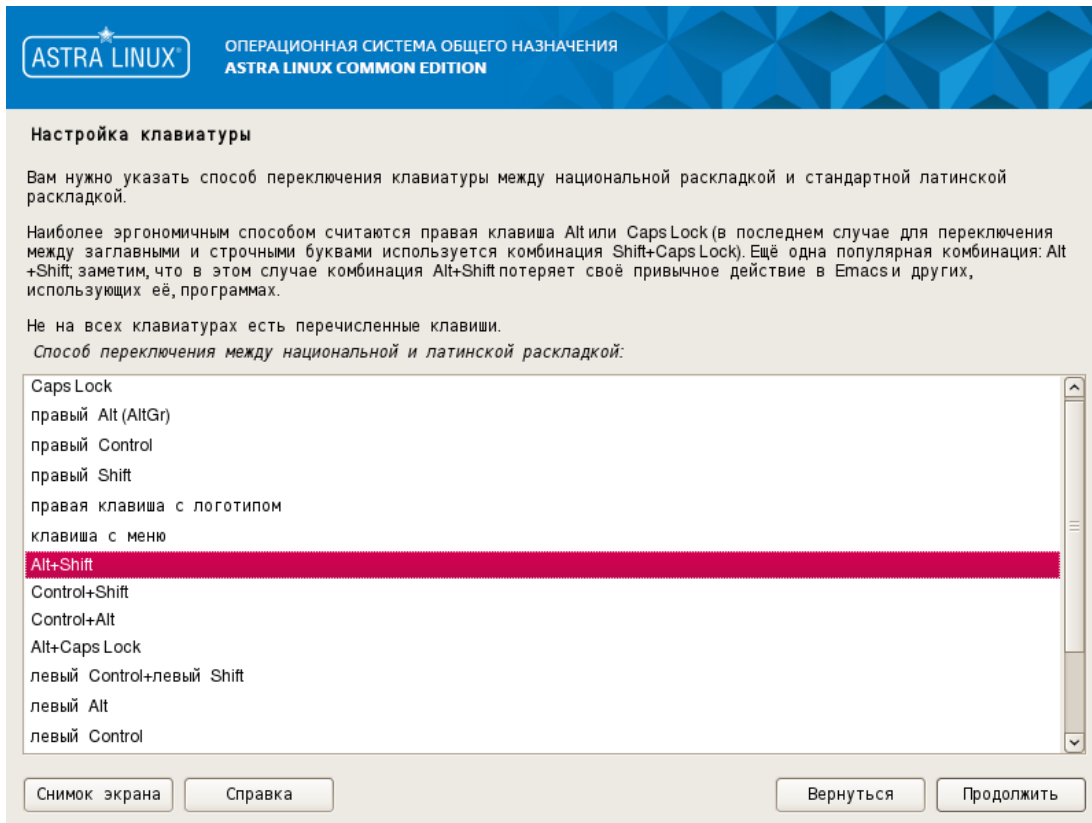 ASTRA LINUX®
ОПЕРАЦИОННАЯ СИСТЕМА ОБЩЕГО НАЗНАЧЕНИЯ
ASTRA LINUX COMMON EDITION
Настройка клавиатуры
Вам нужно указать способ переключения клавиатуры между национальной раскладкой и стандартной латинской
раскладкой.
Наиболее эргономичным способом считаются правая клавиша Alt или Caps Lock (в последнем случае для переключения
между заглавными и строчными буквами используется комбинация Shift+Caps Lock). Ещё одна популярная комбинация: Alt
+Shift; заметим, что в этом случае комбинация Alt+Shift потеряет своё привычное действие в Emacs и других,
использующих её, программах.
Не на всех клавиатурах есть перечисленные клавиши.
Способ переключения между национальной и латинской раскладкой:
Caps Lock
правый Alt (AltGr)
правый Control
правый Shift
правая клавиша с логотипом
клавиша с меню
Alt+Shift
Control+Shift
Control+Alt
Alt+Caps Lock
левый Control+левый Shift
левый Alt
левый Control
Снимок экрана
Справка
Вернуться
Продолжить